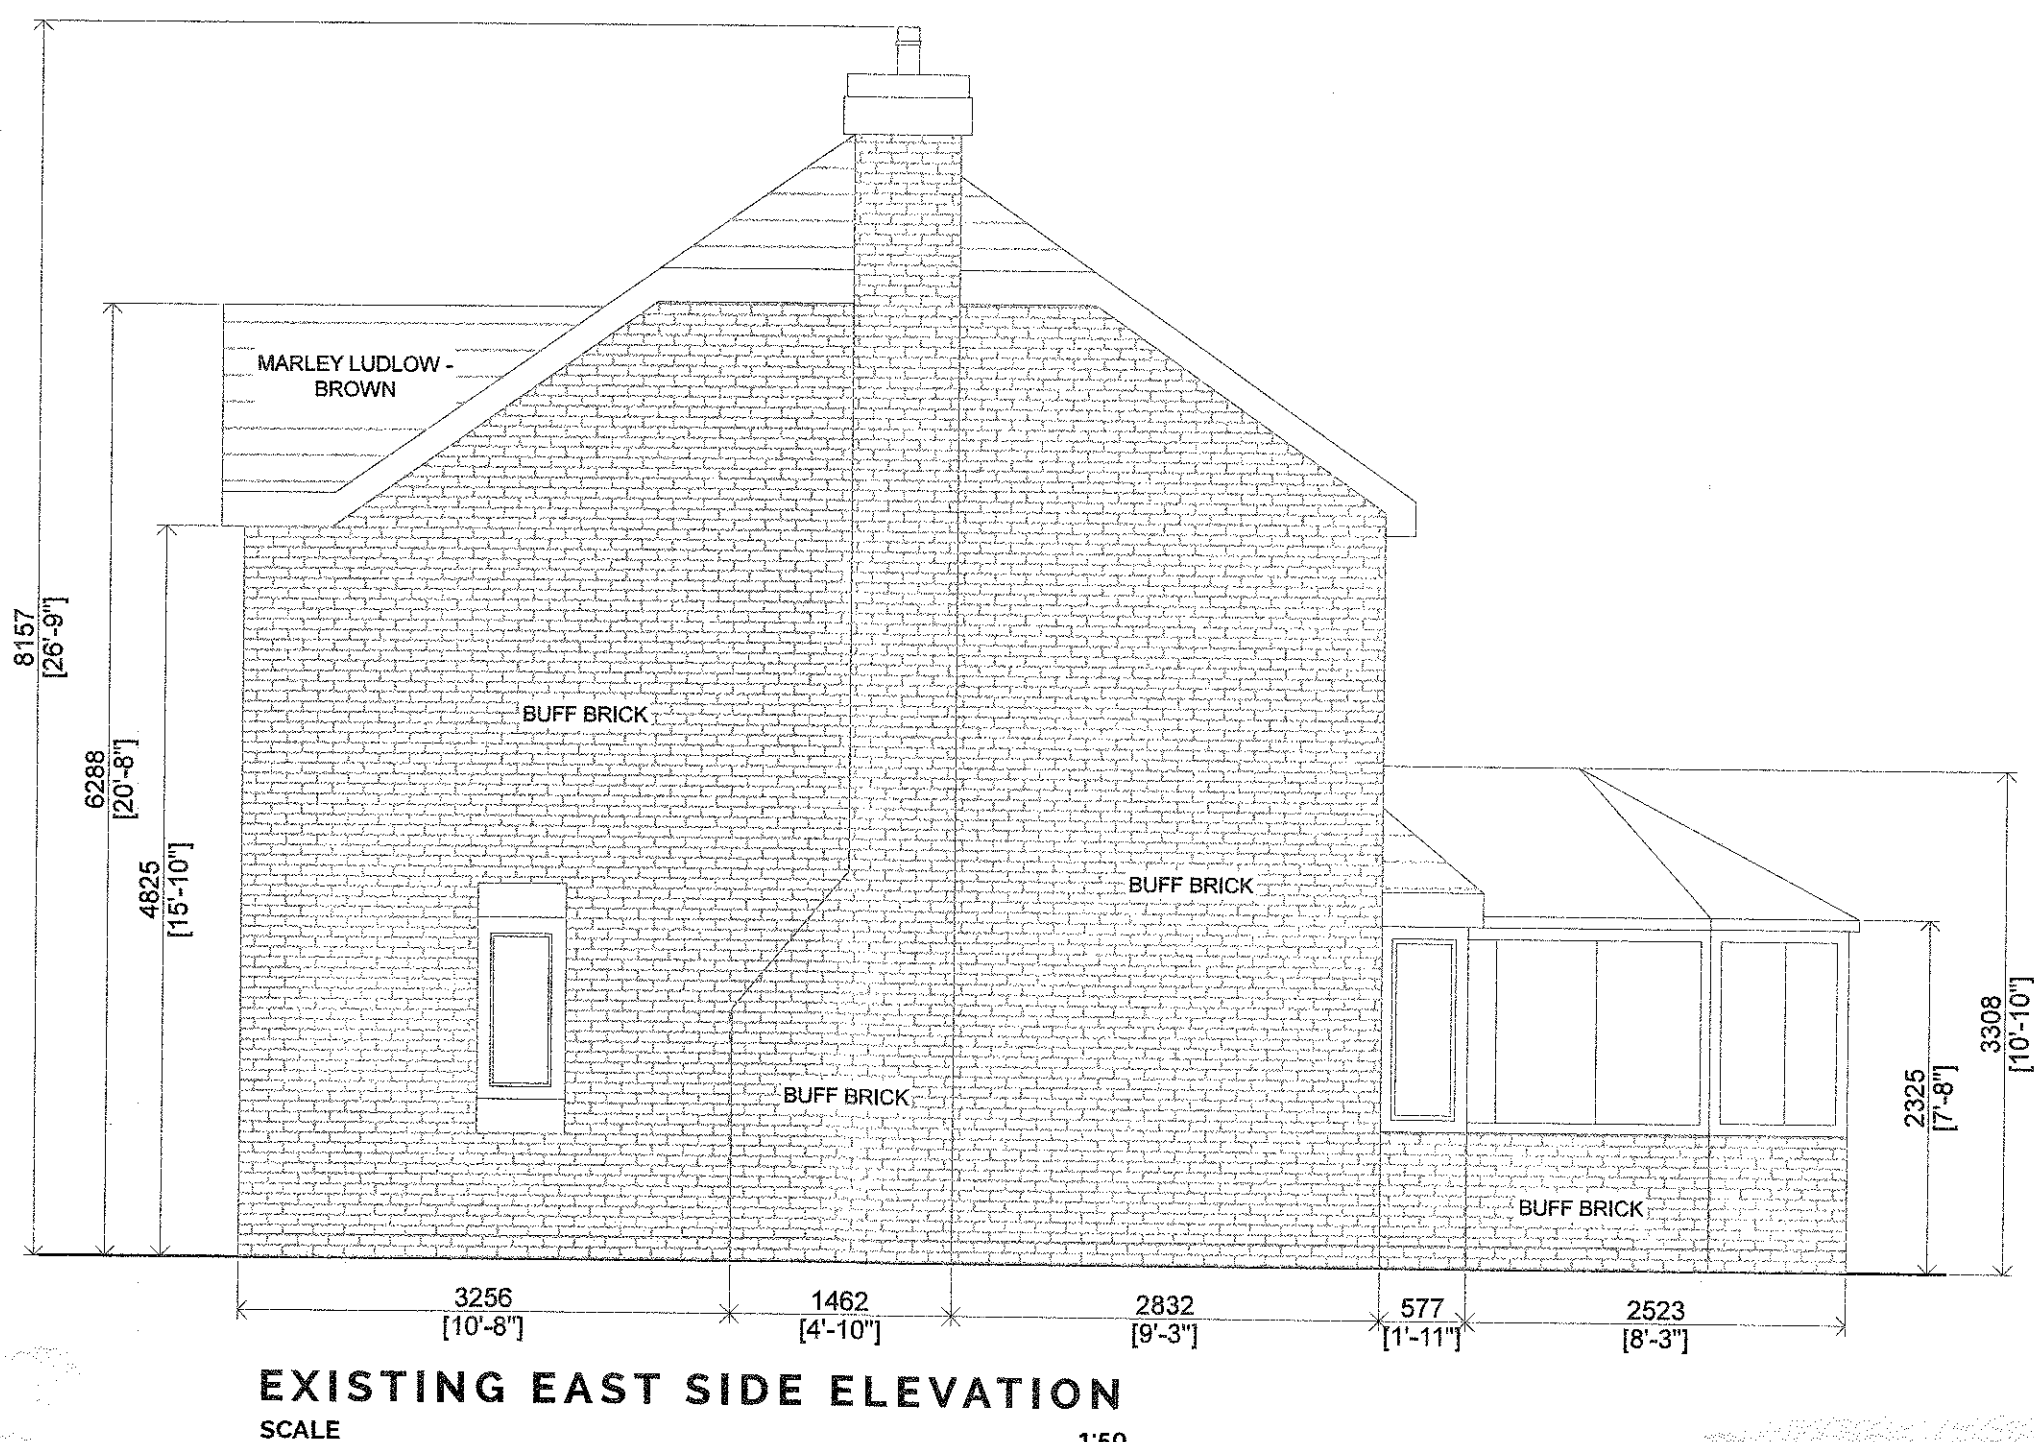 MARLEY LUDLOW -
BROWN
8157
[26'-9"]
6288
[20'-8"]
4825
[15'-10"]
BUFF BRICK
BUFF BRICK
BUFF BRICK
BUFF BRICK
3308
[10'-10"]
2325
[7'-8"]
3256
[10'-8"]
1462
[4'-10"]
2832
[9'-3"]
577
[1'-11"]
2523
[8'-3"]
EXISTING EAST SIDE ELEVATION
SCALE
1:50